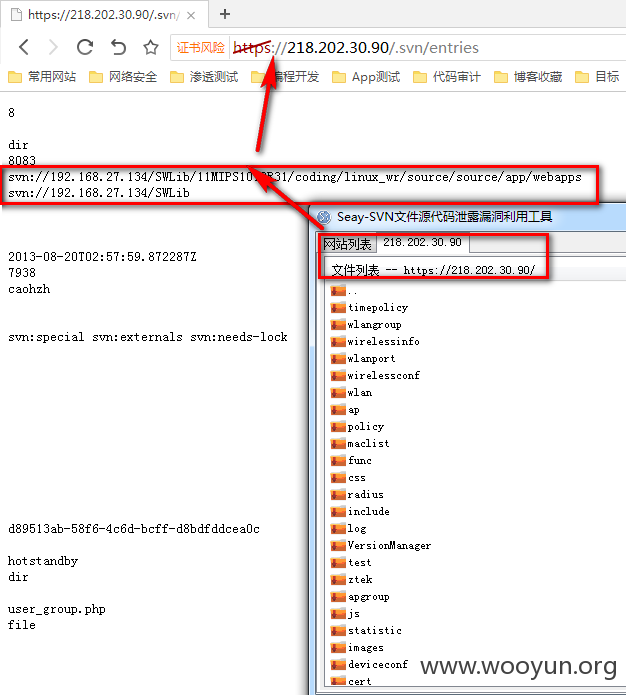 https://218.202.30.90/.svn/
证书风险 https://218.202.30.90/.svn/entries
常用网站 网络安全 渗透测试 编程开发 App测试 代码审计 博客收藏 目标
8
dir
8083
svn://192.168.27.134/SWLib/
/coding/linux_wr/source/source/app/webapps
svn://192.168.27.134/SWLib
2013-08-20T02:57:59.872287Z
7938
caohzh
svn:special svn:externals svn:needs-lock
d89513ab-58f6-4c6d-bcff-d8bdfddcea0c
hotstandby
dir
user_group.php
file
Seay-SVN文件源代码泄露漏洞利用工具
网站列表 218.202.30.90
文件列表 -- https://218.202.30.90/
..
timepolicy
wlangroup
wirelessinfo
wlanport
wirelessconf
wlan
ap
policy
maclist
func
css
radius
include
log
VersionManager
test
ztek
apgroup
js
statistic
images
deviceconf
cert
www.wooyun.org